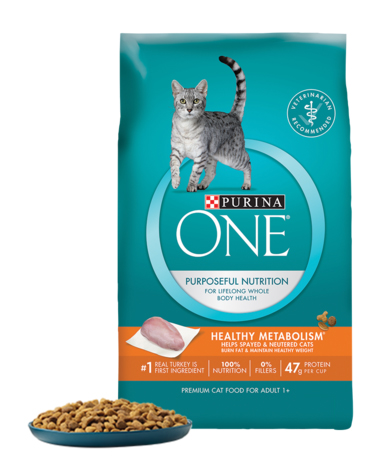 VETERINARIAN
RECOMMENDED
PURINA
ONE®
PURPOSEFUL NUTRITION
FOR LIFELONG WHOLE
BODY HEALTH
HEALTHY METABOLISM
HELPS SPAYED & NEUTERED CATS
BURN FAT & MAINTAIN HEALTHY WEIGHT
#1 REAL TURKEY IS
FIRST INGREDIENT
100%
NUTRITION
0%
FILLERS
47g PROTEIN
PER CUP
PREMIUM CAT FOOD FOR ADULT 1+